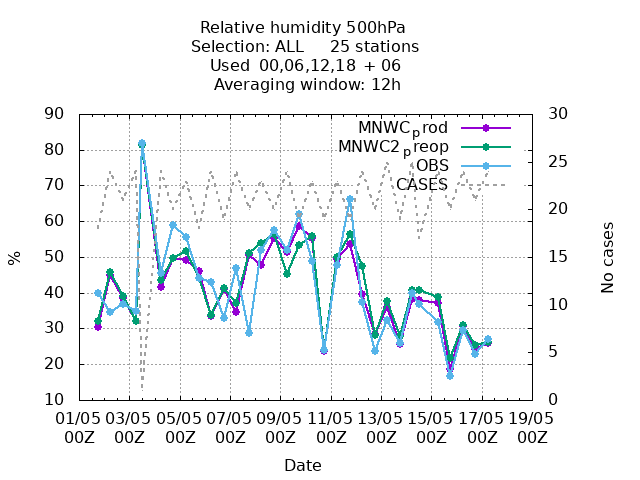 Relative humidity 500hPa
Selection: ALL 25 stations
Used 00,06,12,18 + 06
Averaging window: 12h
90 30
MNWCprod
MNWC2preop
OBS
CASES
80
70
60
50
40
30
20
10
25
20
15
10
5
0
%
No cases
01/05 03/05 05/05 07/05 09/05 11/05 13/05 15/05 17/05 19/05
00Z 00Z 00Z 00Z 00Z 00Z 00Z 00Z 00Z 00Z
Date